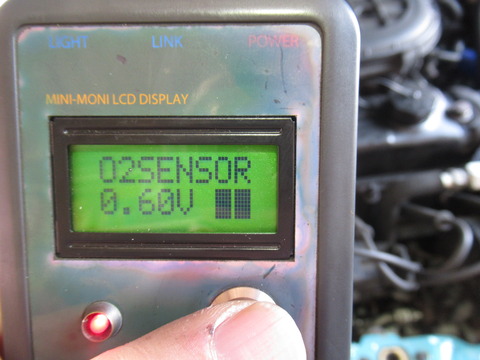 LIGHT LINK POWER
MINI-MONI LCD DISPLAY
O2SENSOR
0.60V